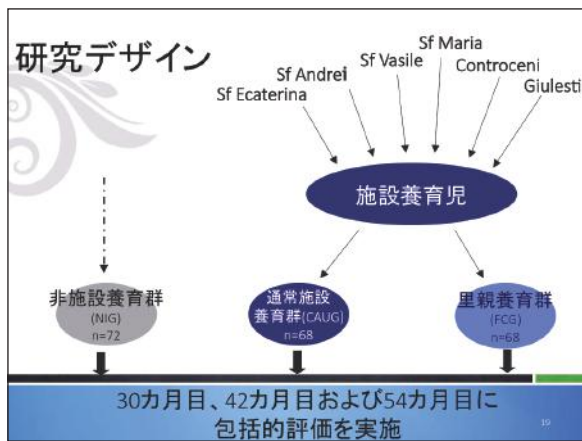 研究デザイン
Sf Ecaterina
Sf Andrei
Sf Vasile
Sf Maria
Controceni
Giulesti
施設養育児
非施設養育群
(NIG)
n=72
通常施設
養育群(CAUG)
n=68
里親養育群
(FCG)
n=68
30カ月目、42カ月目および54カ月目に
包括的評価を実施
19